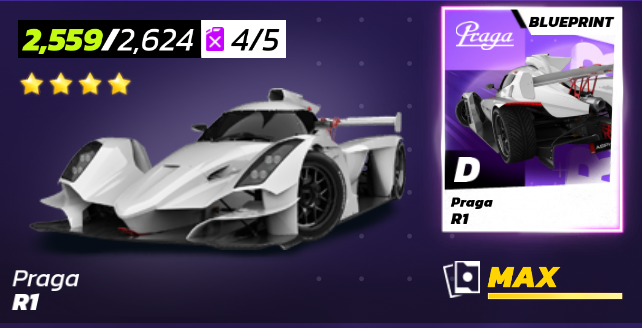 2,559/2,624 4/5
BLUEPRINT
Praga
D
Praga
R1
Praga
R1
MAX